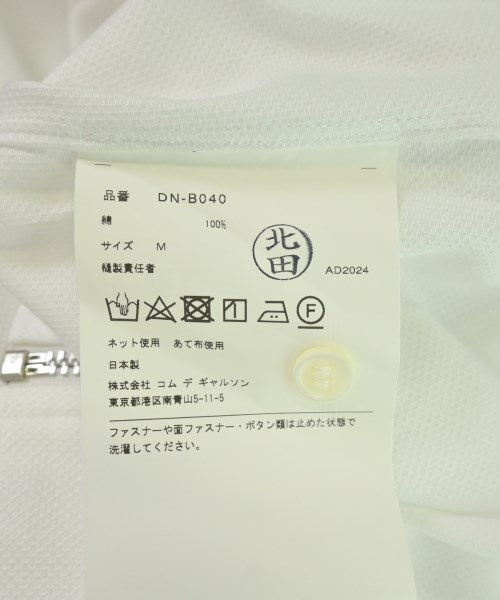 品番 DN-B040
綿 100%
サイズ M
縫製責任者 北田 AD2024
F
ネット使用 あて布使用
日本製
株式会社 コム デ ギャルソン
東京都港区南青山5-11-5
ファスナーや面ファスナー・ボタン類は止めた状態で
洗濯してください。